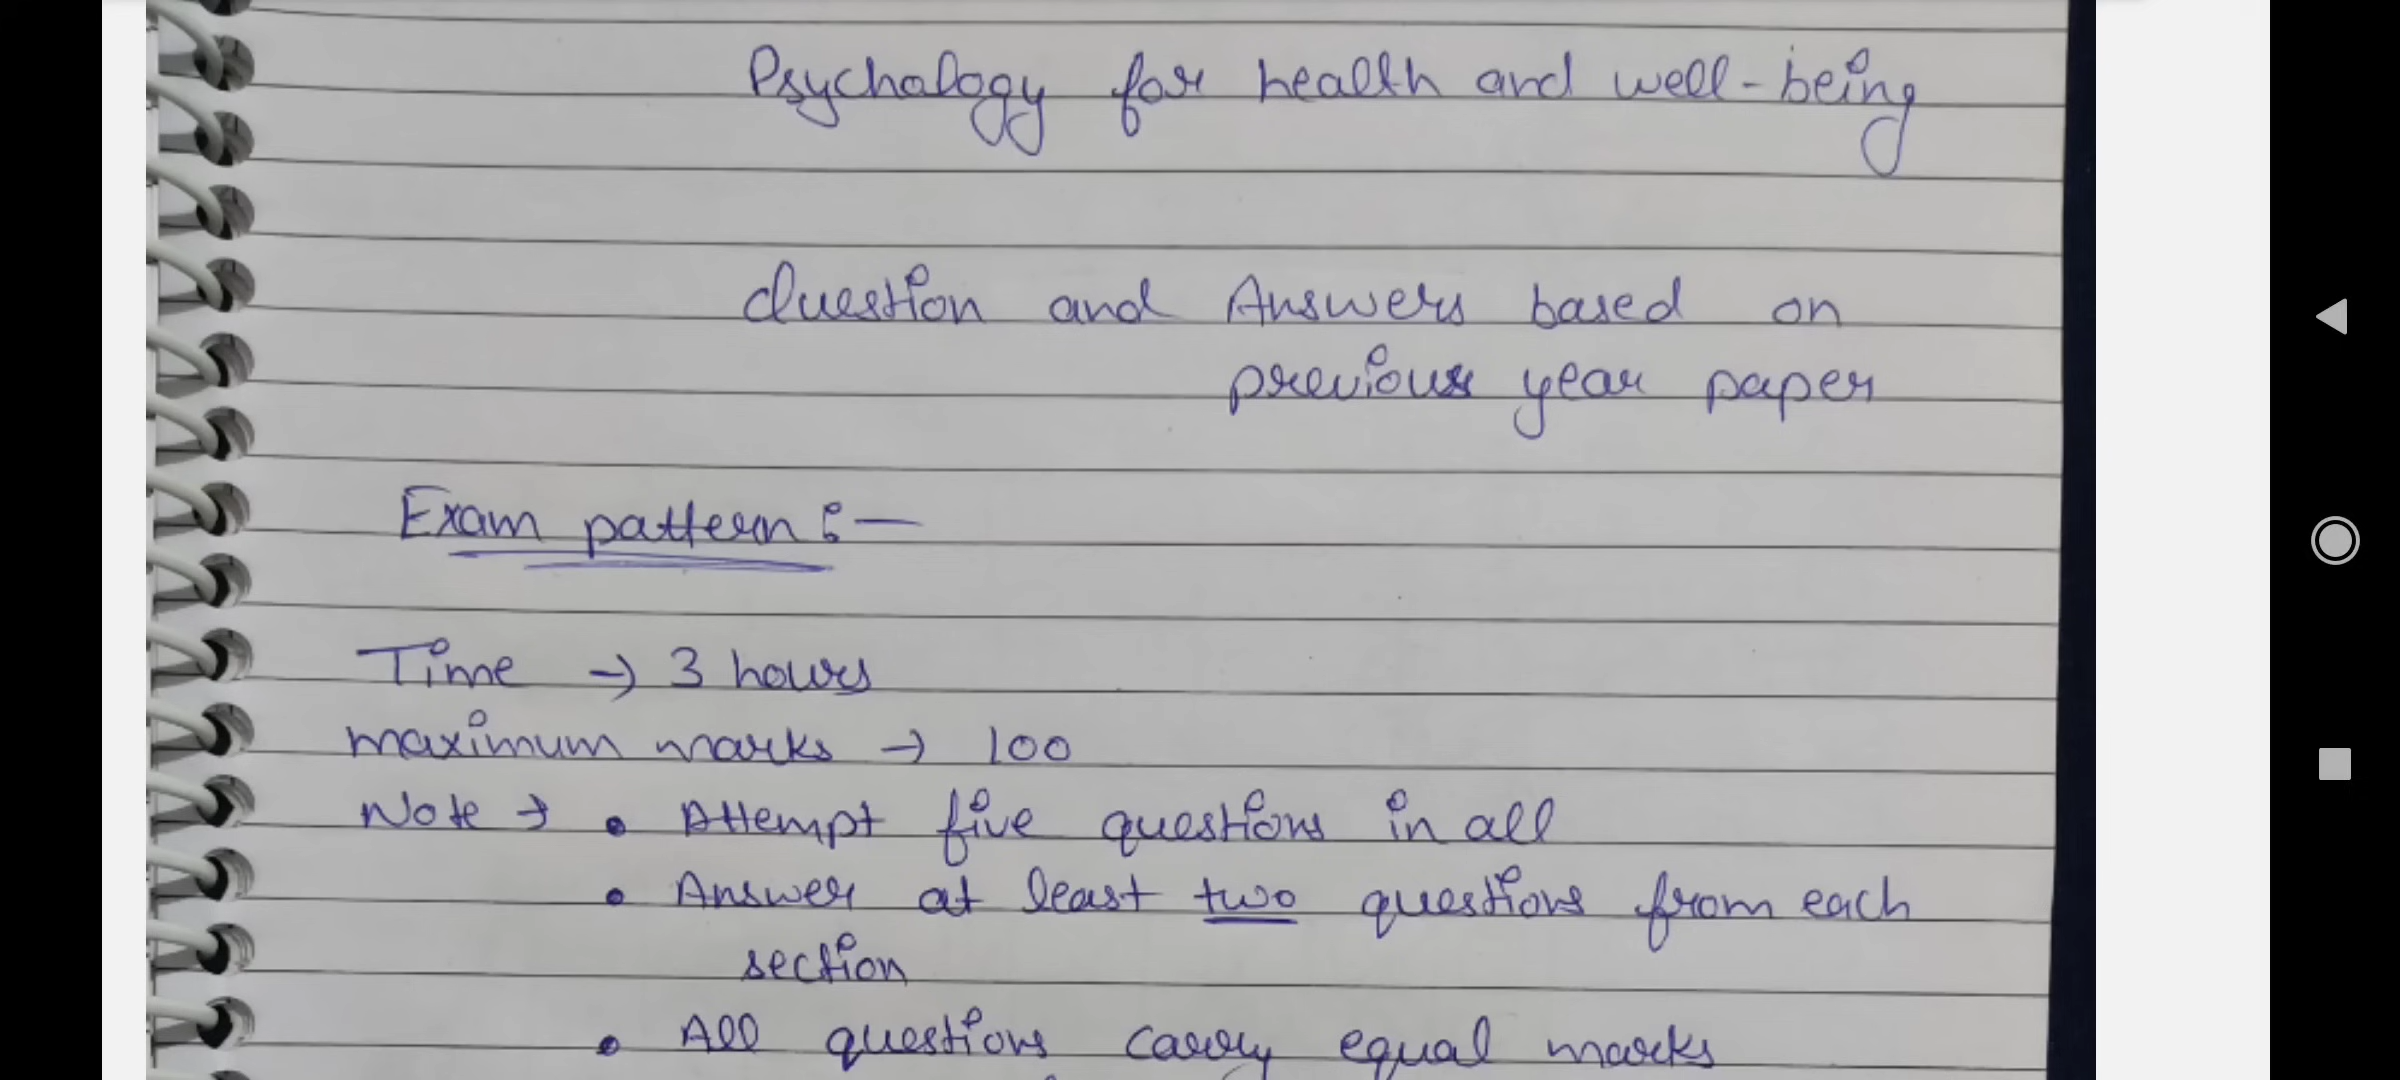 Psychology for health and well-being
Question and Answers based on
previous year paper
Exam pattern :-
Time → 3 hours
maximum marks → 100
Note → • Attempt five questions in all
• Answer at least two questions from each
section
• All questions carry equal marks